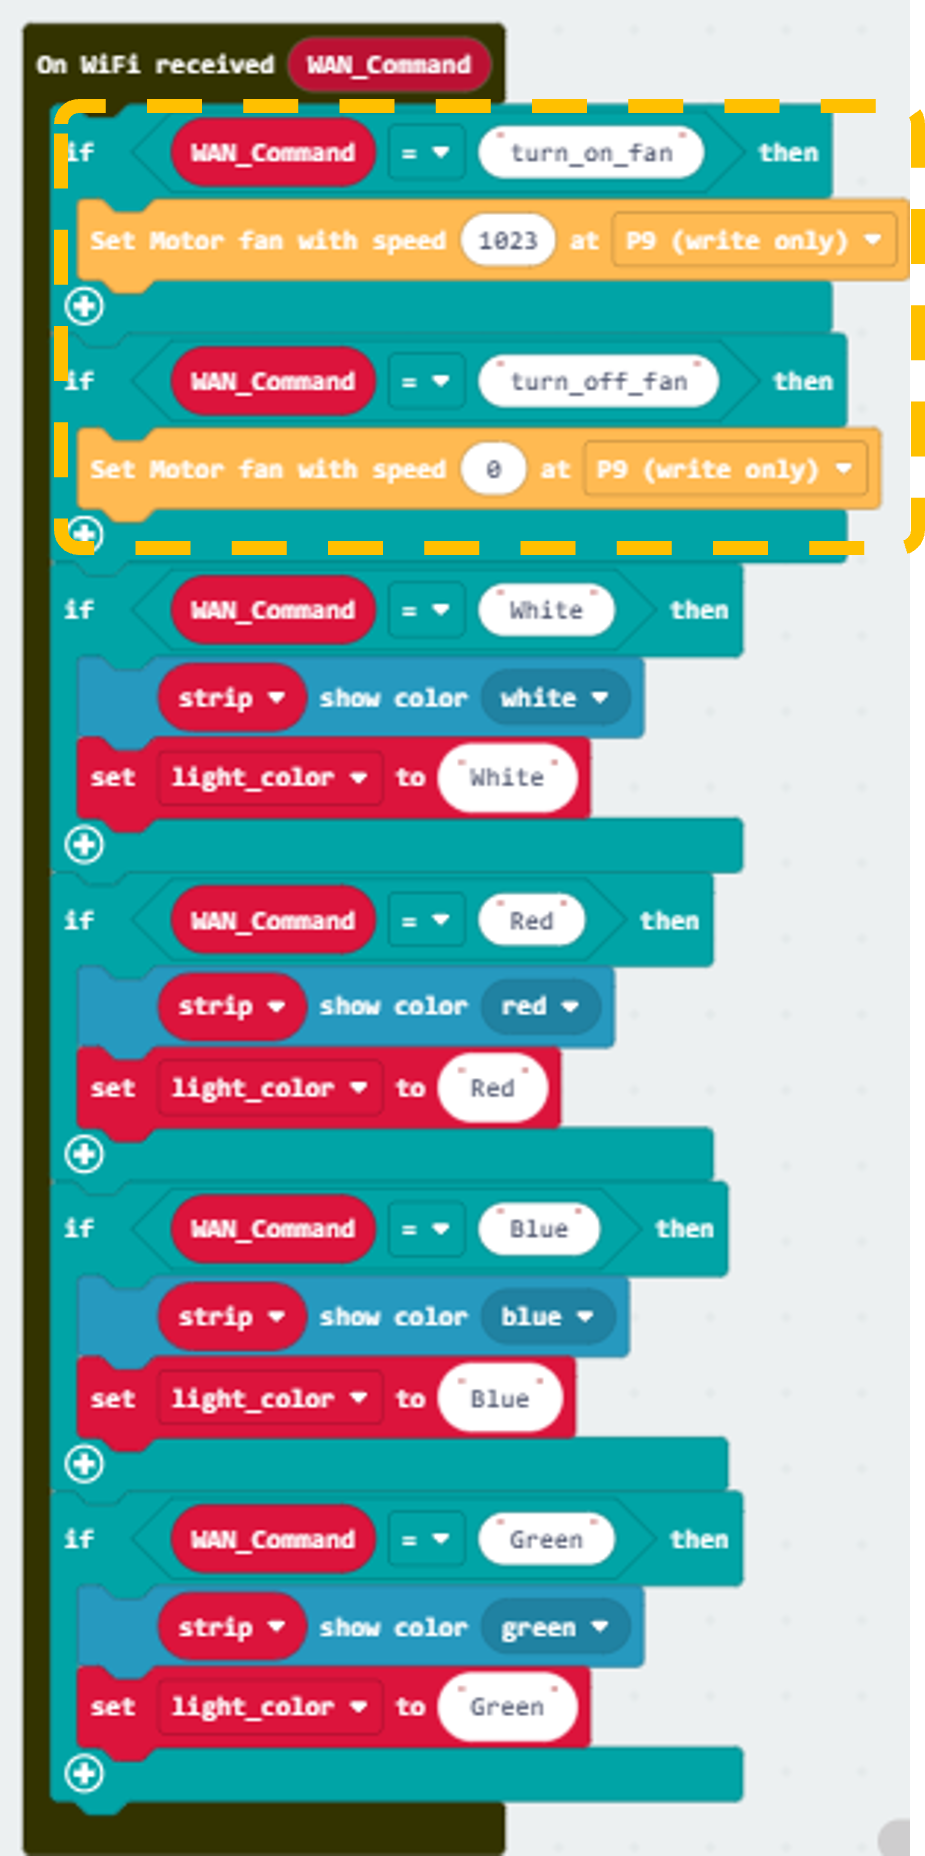 On WiFi received WAN_Command
if WAN_Command = "turn_on_fan" then
Set Motor fan with speed 1023 at P9 (write only)
if WAN_Command = "turn_off_fan" then
Set Motor fan with speed 0 at P9 (write only)
if WAN_Command = "White" then
strip show color white
set light_color to "White"
if WAN_Command = "Red" then
strip show color red
set light_color to "Red"
if WAN_Command = "Blue" then
strip show color blue
set light_color to "Blue"
if WAN_Command = "Green" then
strip show color green
set light_color to "Green"